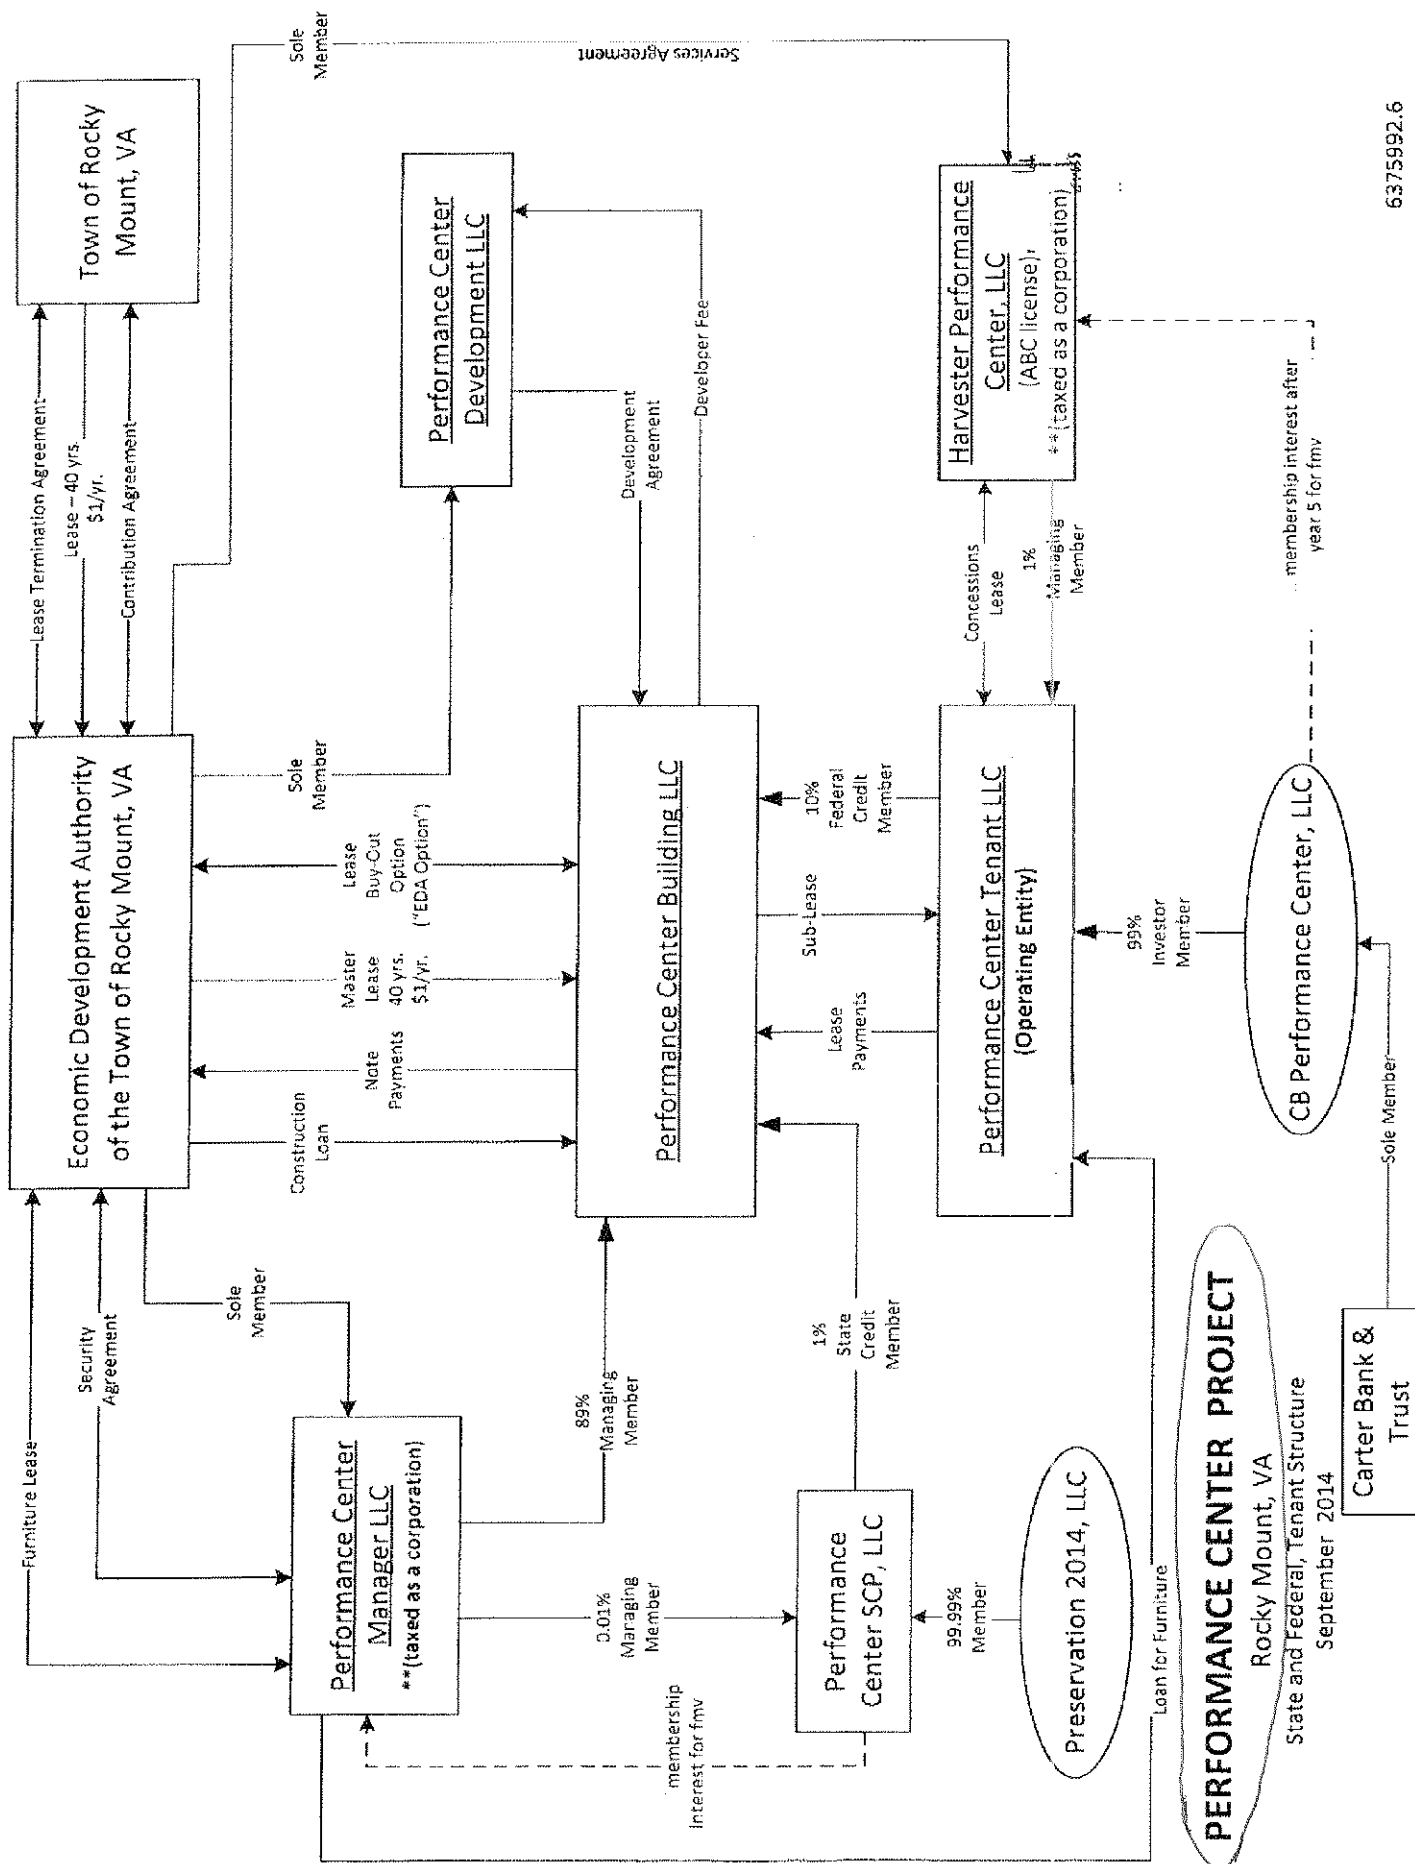 Furniture Lease
Security
Agreement
Sole
Member
Economic Development Authority
of the Town of Rocky Mount, VA
Lease Termination Agreement
Lease – 40 yrs.
$1/yr.
Contribution Agreement
Town of Rocky
Mount, VA
Sole
Member
Services Agreement
Construction
Loan
Note
Payments
Master
Lease
40 yrs.
$1/yr.
Lease
Buy-Out
Option
("EDA Option")
Sole
Member
Performance Center
Development LLC
Performance Center
Manager LLC
**(taxed as a corporation)
89%
Managing
Member
Performance Center Building LLC
Development
Agreement
Developer Fee
0.01%
Managing
Member
membership
Interest for fmv
1%
State
Credit
Member
Lease
Payments
Sub-Lease
10%
Federal
Credit
Member
Performance
Center SCP, LLC
99.99%
Member
Preservation 2014, LLC
Performance Center Tenant LLC
(Operating Entity)
Concessions
Lease
1%
Managing
Member
Harvester Performance
Center, LLC
(ABC license),
**(taxed as a corporation)
Loan for Furniture
99%
Investor
Member
CB Performance Center, LLC
membership interest after
year 5 for fmv
Sole Member
PERFORMANCE CENTER PROJECT
Rocky Mount, VA
State and Federal, Tenant Structure
September 2014
Carter Bank &
Trust
6375992.6